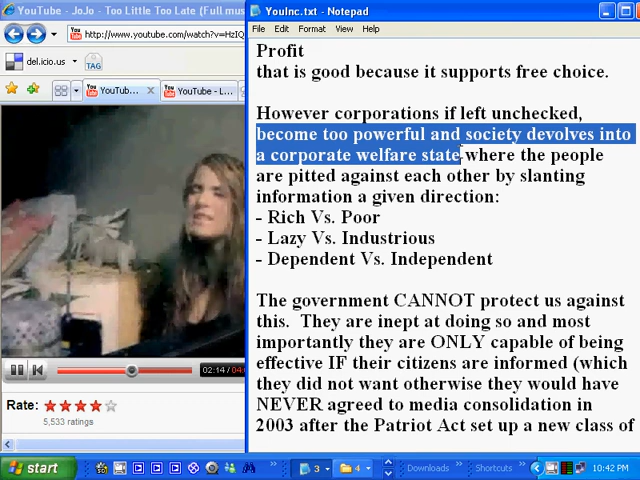 YouTube - JoJo - Too Little Too Late (Full mus
http://www.youtube.com/watch?v=HzIQ
del.icio.us
TAG
YouTub...
YouTube - L...
02:14
Rate:
5,533 ratings
YouInc.txt - Notepad
File Edit Format View Help
Profit
that is good because it supports free choice.
However corporations if left unchecked,
become too powerful and society devolves into
a corporate welfare state where the people
are pitted against each other by slanting
information a given direction:
- Rich Vs. Poor
- Lazy Vs. Industrious
- Dependent Vs. Independent
The government CANNOT protect us against
this. They are inept at doing so and most
importantly they are ONLY capable of being
effective IF their citizens are informed (which
they did not want otherwise they would have
NEVER agreed to media consolidation in
2003 after the Patriot Act set up a new class of
start
3
4
Downloads
Shortcuts
10:42 PM